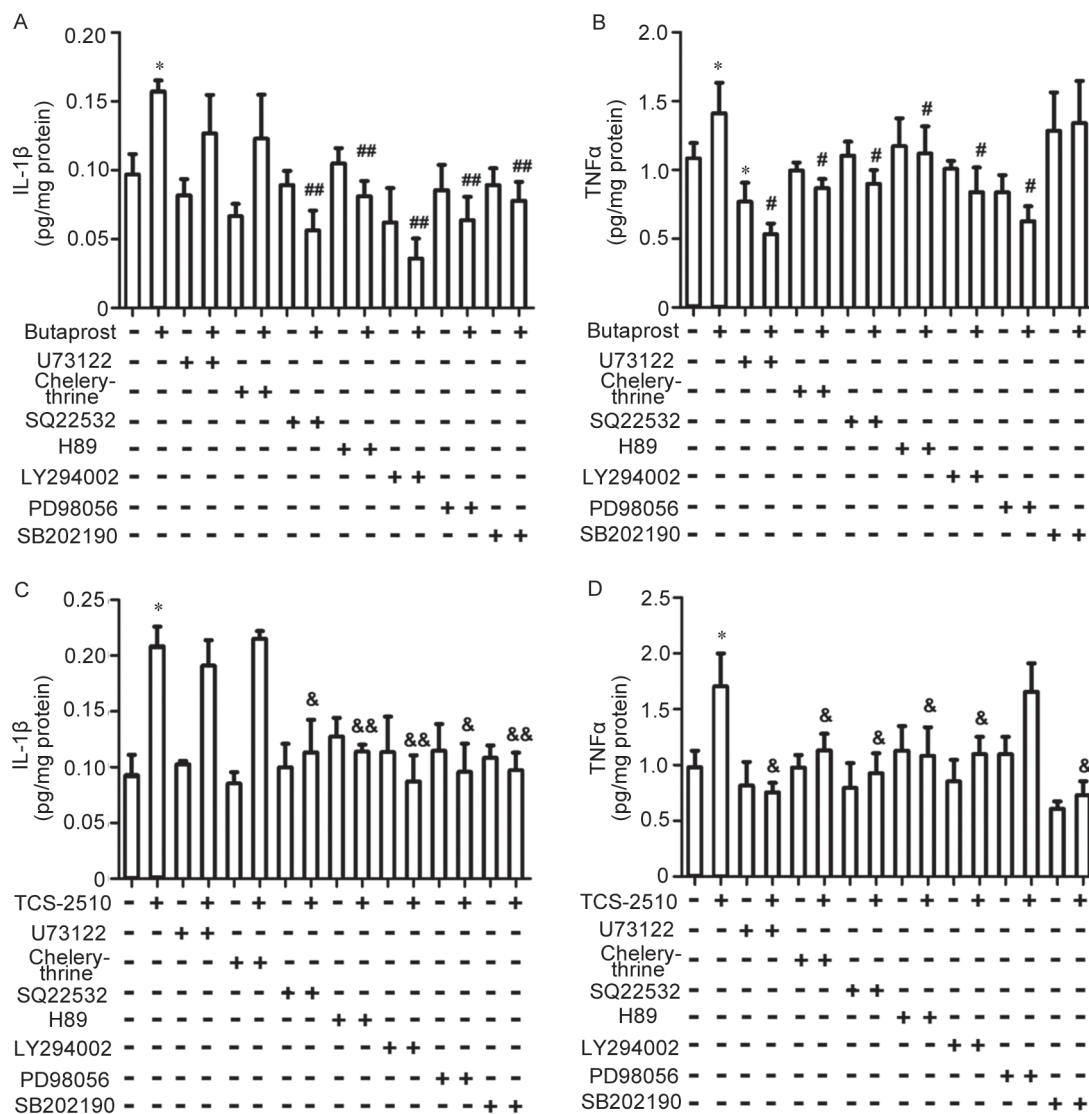 A
IL-1β
(pg/mg protein)
0.20
0.15
0.10
0.05
0
*
##
##
##
##
##
Butaprost - + - + - + - + - + - + - + - +
U73122 - - + + - - - - - - - - - - - -
Chelery-
thrine - - - - + + - - - - - - - - - -
SQ22532 - - - - - - + + - - - - - - - -
H89 - - - - - - - - + + - - - - - -
LY294002 - - - - - - - - - - + + - - - -
PD98056 - - - - - - - - - - - - + + - -
SB202190 - - - - - - - - - - - - - - + +
B
TNFα
(pg/mg protein)
2.0
1.5
1.0
0.5
0
*
*
#
#
#
#
#
#
Butaprost - + - + - + - + - + - + - + - +
U73122 - - + + - - - - - - - - - - - -
Chelery-
thrine - - - - + + - - - - - - - - - -
SQ22532 - - - - - - + + - - - - - - - -
H89 - - - - - - - - + + - - - - - -
LY294002 - - - - - - - - - - + + - - - -
PD98056 - - - - - - - - - - - - + + - -
SB202190 - - - - - - - - - - - - - - + +
C
IL-1β
(pg/mg protein)
0.25
0.20
0.15
0.10
0.05
0
*
&
&&
&&
&
&&
TCS-2510 - + - + - + - + - + - + - + - +
U73122 - - + + - - - - - - - - - - - -
Chelery-
thrine - - - - + + - - - - - - - - - -
SQ22532 - - - - - - + + - - - - - - - -
H89 - - - - - - - - + + - - - - - -
LY294002 - - - - - - - - - - + + - - - -
PD98056 - - - - - - - - - - - - + + - -
SB202190 - - - - - - - - - - - - - - + +
D
TNFα
(pg/mg protein)
2.5
2.0
1.5
1.0
0.5
0
*
&
&
&
&
&
&
TCS-2510 - + - + - + - + - + - + - + - +
U73122 - - + + - - - - - - - - - - - -
Chelery-
thrine - - - - + + - - - - - - - - - -
SQ22532 - - - - - - + + - - - - - - - -
H89 - - - - - - - - + + - - - - - -
LY294002 - - - - - - - - - - + + - - - -
PD98056 - - - - - - - - - - - - + + - -
SB202190 - - - - - - - - - - - - - - + +